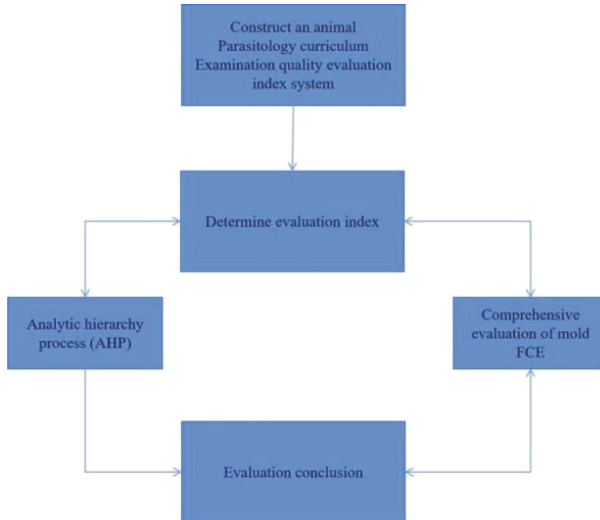 Construct an animal
Parasitology curriculum
Examination quality evaluation
index system
Determine evaluation index
Analytic hierarchy
process (AHP)
Comprehensive
evaluation of mold
FCE
Evaluation conclusion